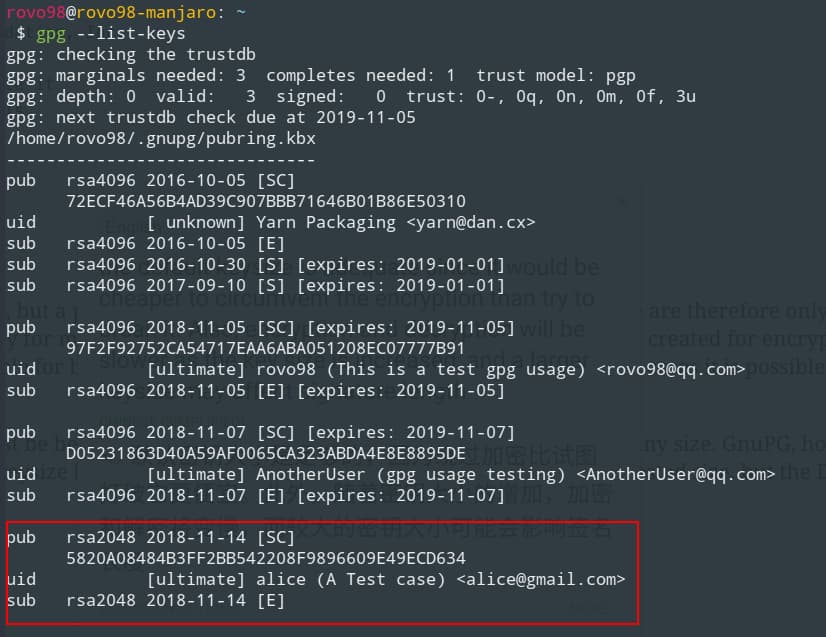 rovo98@rovo98-manjaro: ~
$ gpg --list-keys
gpg: checking the trustdb
gpg: marginals needed: 3  completes needed: 1  trust model: pgp
gpg: depth: 0  valid:   3  signed:   0  trust: 0-, 0q, 0n, 0m, 0f, 3u
gpg: next trustdb check due at 2019-11-05
/home/rovo98/.gnupg/pubring.kbx
-------------------------------
pub   rsa4096 2016-10-05 [SC]
      72ECF46A56B4AD39C907BBB71646B01B86E50310
uid           [ unknown] Yarn Packaging <yarn@dan.cx>
sub   rsa4096 2016-10-05 [E]
sub   rsa4096 2016-10-30 [S] [expires: 2019-01-01]
sub   rsa4096 2017-09-10 [S] [expires: 2019-01-01]
pub   rsa4096 2018-11-05 [SC] [expires: 2019-11-05]
uid           [ultimate] rovo98 (This is a test gpg usage) <rovo98@qq.com>
sub   rsa4096 2018-11-05 [E] [expires: 2019-11-05]
pub   rsa4096 2018-11-07 [SC] [expires: 2019-11-07]
      D05231863D40A59AF0065CA323ABDA4E8E8895DE
uid           [ultimate] AnotherUser (gpg usage testing) <AnotherUser@qq.com>
sub   rsa4096 2018-11-07 [E] [expires: 2019-11-07]
pub   rsa2048 2018-11-14 [SC]
      5820A08484B3FF2BB542208F9896609E49ECD634
uid           [ultimate] alice (A Test case) <alice@gmail.com>
sub   rsa2048 2018-11-14 [E]